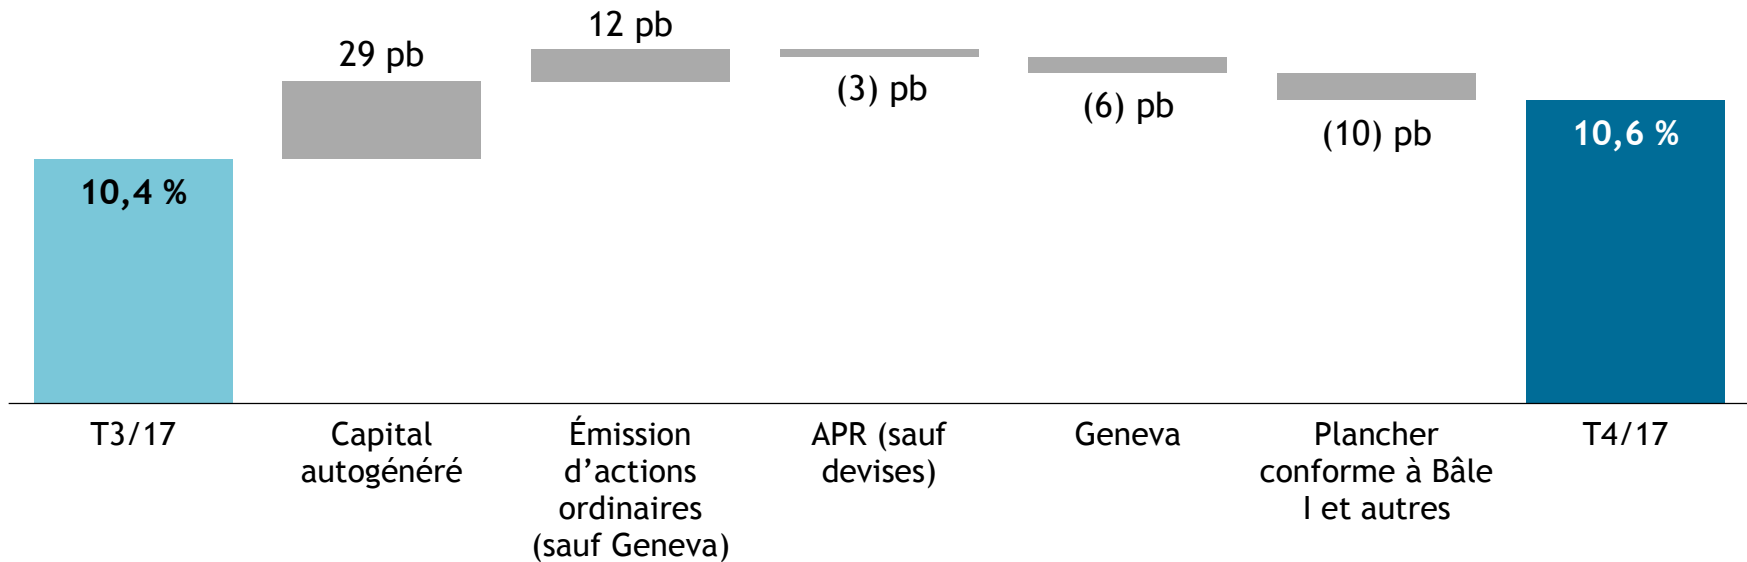 29 pb
12 pb
(3) pb
(6) pb
(10) pb
10,4 %
10,6 %
T3/17
Capital
autogénéré
Émission
d’actions
ordinaires
(sauf Geneva)
APR (sauf
devises)
Geneva
Plancher
conforme à Bâle
I et autres
T4/17